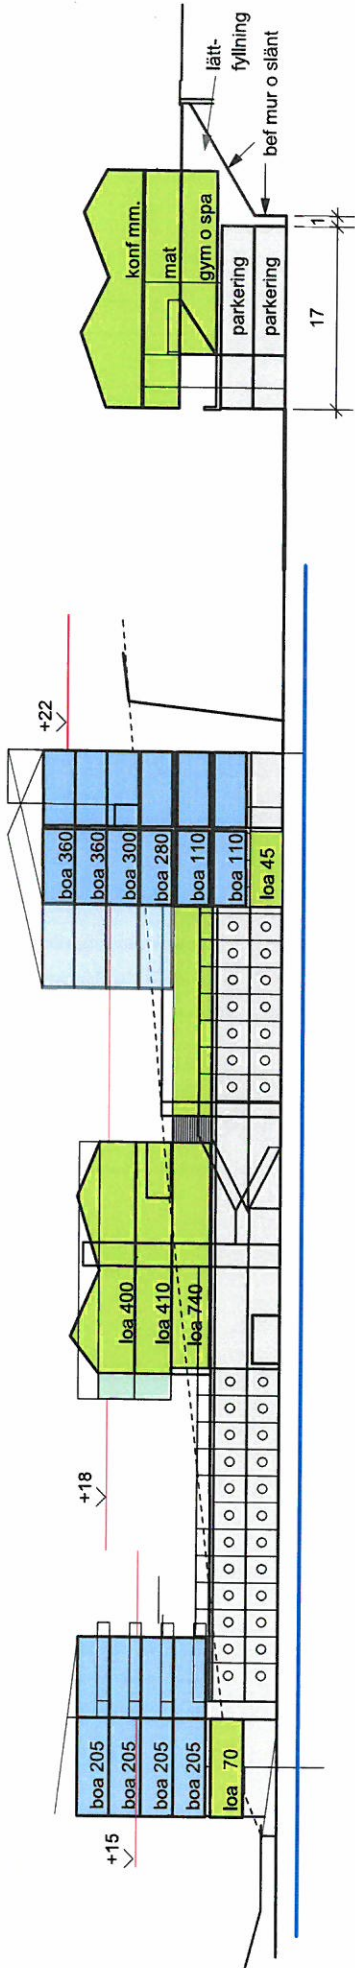 +15
boa 205
boa 205
boa 205
boa 205
loa 70
+18
loa 400
loa 410
loa 740
+22
boa 360
boa 360
boa 300
boa 280
boa 110
boa 110
loa 45
konf mm.
mat
gym o spa
parkering
parkering
17
1
lätt-
fyllning
bef mur o slänt